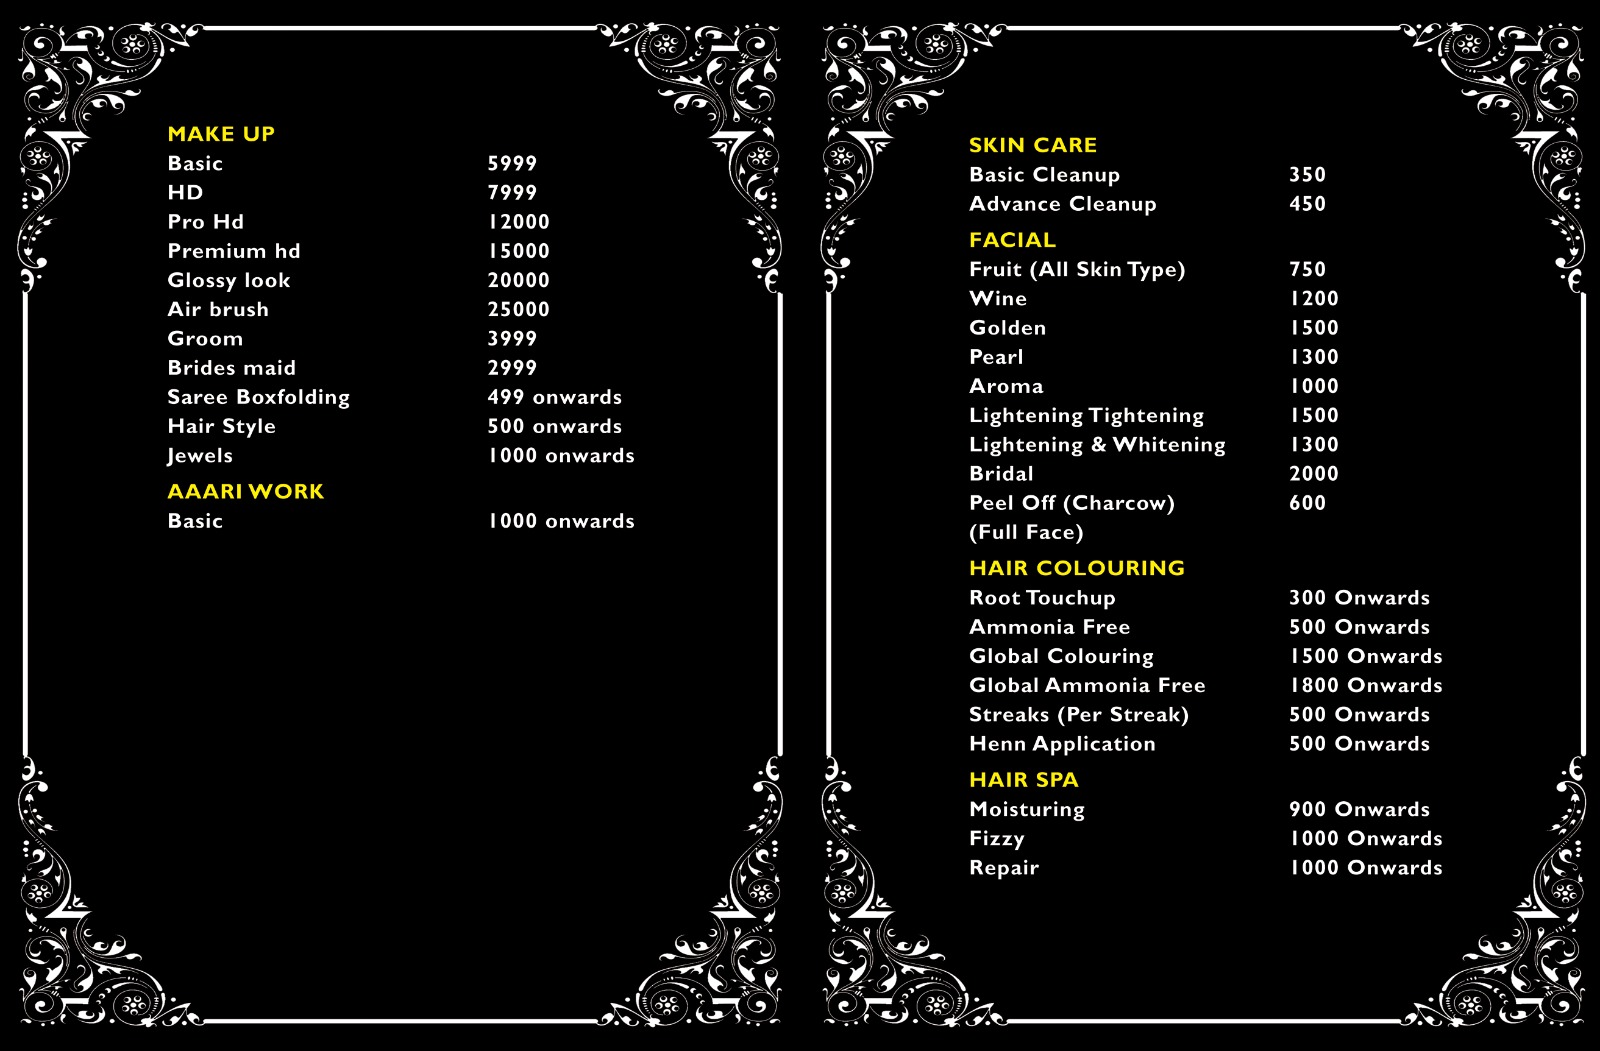 MAKE UP
Basic 5999
HD 7999
Pro Hd 12000
Premium hd 15000
Glossy look 20000
Air brush 25000
Groom 3999
Brides maid 2999
Saree Boxfolding 499 onwards
Hair Style 500 onwards
Jewels 1000 onwards
AAARI WORK
Basic 1000 onwards
SKIN CARE
Basic Cleanup 350
Advance Cleanup 450
FACIAL
Fruit (All Skin Type) 750
Wine 1200
Golden 1500
Pearl 1300
Aroma 1000
Lightening Tightening 1500
Lightening & Whitening 1300
Bridal 2000
Peel Off (Charcow) 600
(Full Face)
HAIR COLOURING
Root Touchup 300 Onwards
Ammonia Free 500 Onwards
Global Colouring 1500 Onwards
Global Ammonia Free 1800 Onwards
Streaks (Per Streak) 500 Onwards
Henn Application 500 Onwards
HAIR SPA
Moisturing 900 Onwards
Fizzy 1000 Onwards
Repair 1000 Onwards